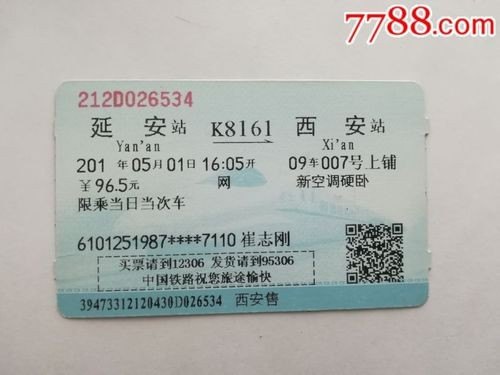 7788.com
212D026534
延安站 K8161 西安站
Yan'an Xi'an
201 年05月01日16:05开 09车007号上铺
￥96.5元 网 新空调硬卧
限乘当日当次车
6101251987****7110 崔志刚
买票请到12306 发货请到95306
中国铁路祝您旅途愉快
39473312120430D026534 西安售